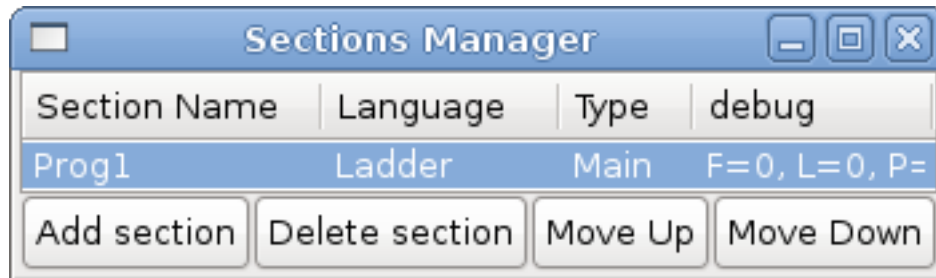 Sections Manager
Section Name Language Type debug
Prog1 Ladder Main F=0, L=0, P=
Add section Delete section Move Up Move Down